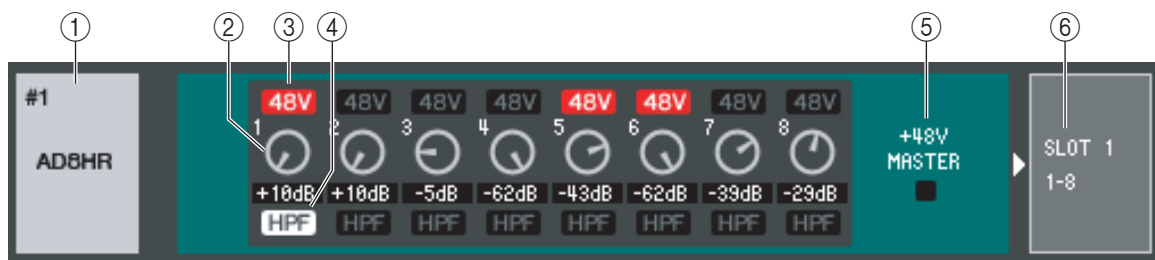 ① ② ③ ④ ⑤ ⑥
#1
AD8HR
48V 48V 48V 48V 48V 48V 48V 48V
1 2 3 4 5 6 7 8
+10dB +10dB -5dB -62dB -43dB -62dB -39dB -29dB
HPF HPF HPF HPF HPF HPF HPF HPF
+48V
MASTER
SLOT 1
1-8